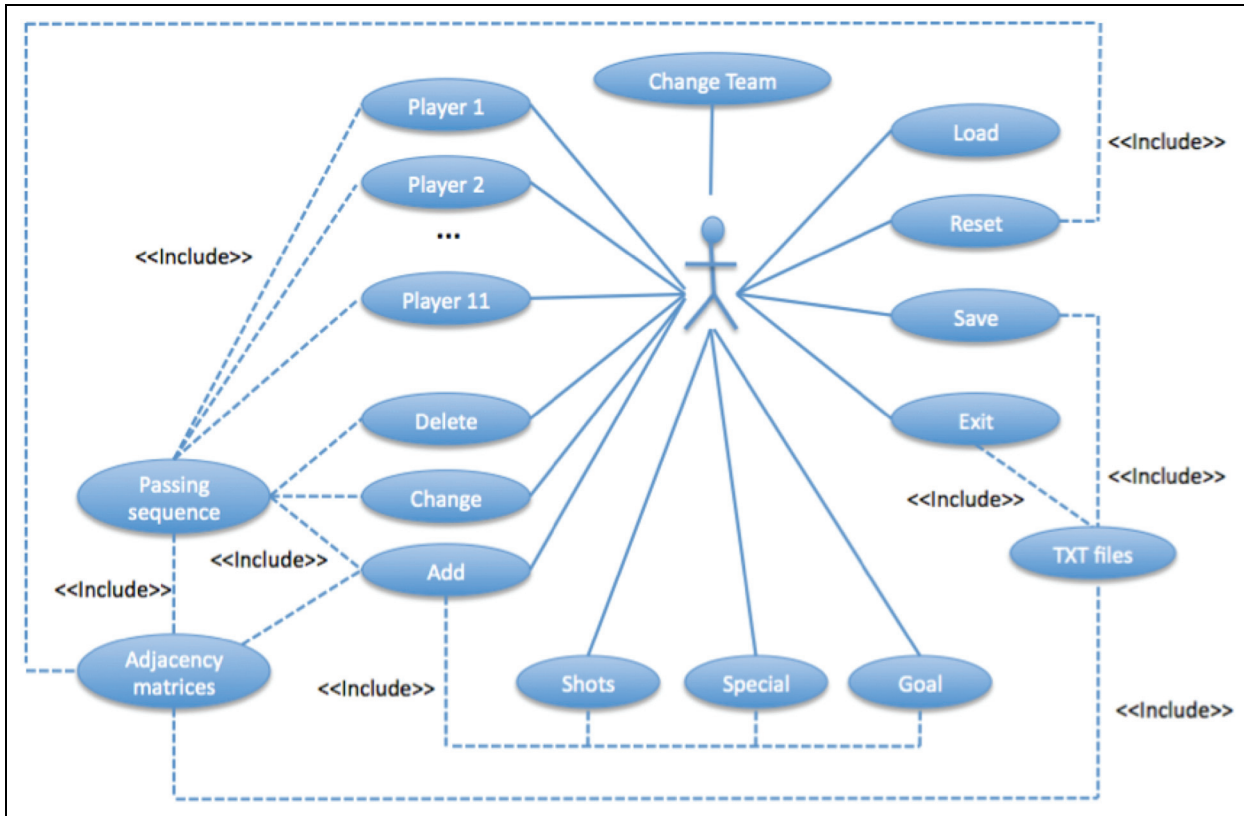 Change Team
Player 1
Load
<<Include>>
Player 2
Reset
...
<<Include>>
Player 11
Save
Delete
Exit
Passing
sequence
Change
<<Include>>
<<Include>>
<<Include>>
Add
TXT files
<<Include>>
Adjacency
matrices
<<Include>>
Shots
Special
Goal
<<Include>>